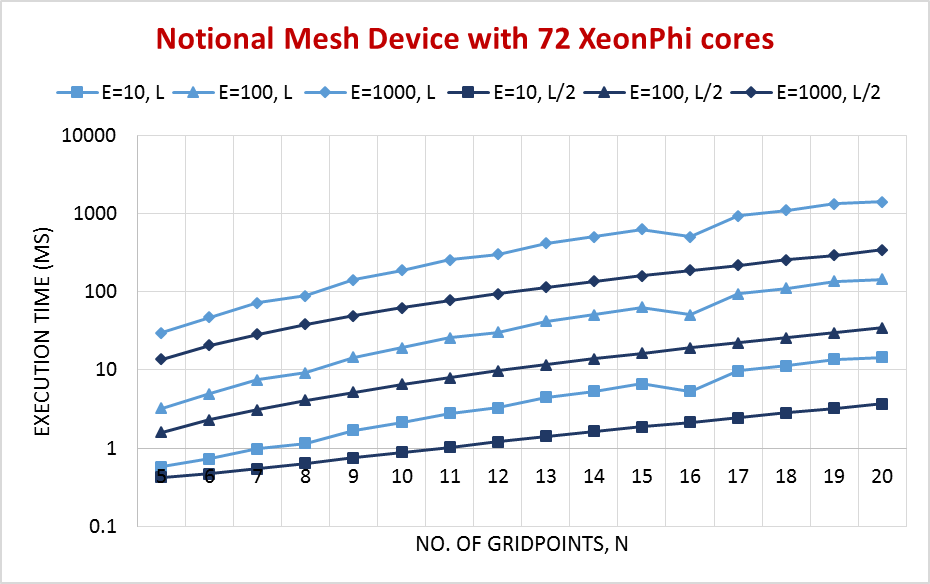 Notional Mesh Device with 72 XeonPhi cores
E=10, L E=100, L E=1000, L E=10, L/2 E=100, L/2 E=1000, L/2
10000
1000
100
10
1
0.1
EXECUTION TIME (MS)
5 6 7 8 9 10 11 12 13 14 15 16 17 18 19 20
NO. OF GRIDPOINTS, N